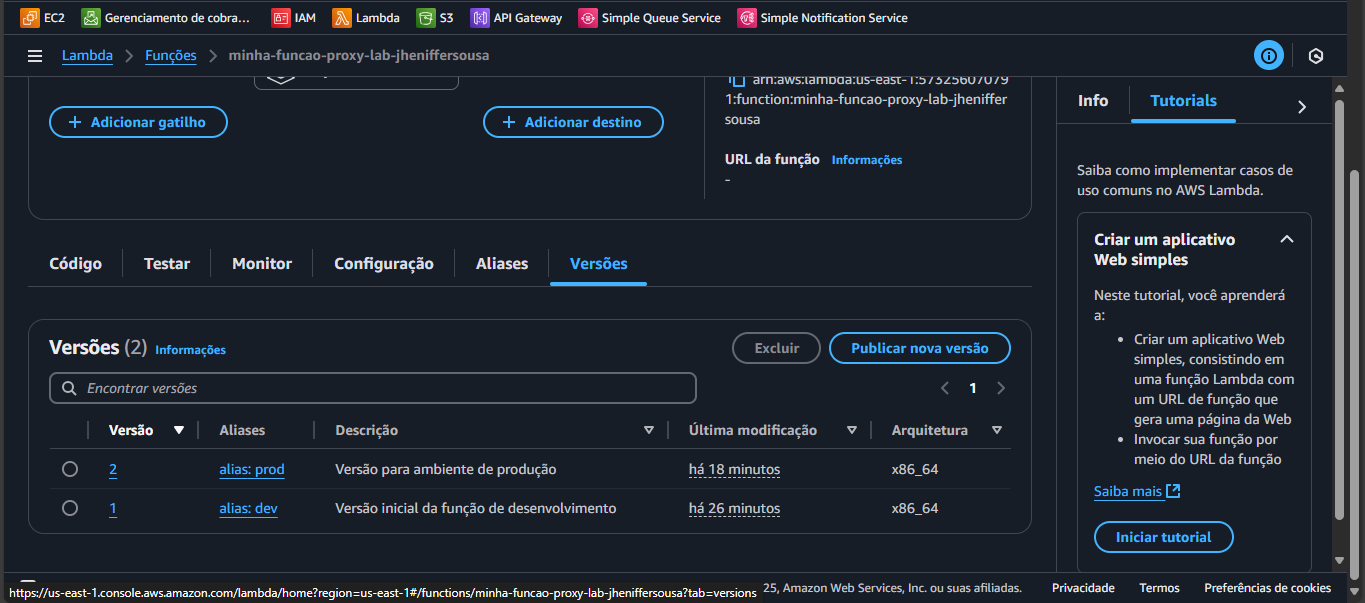 EC2 Gerenciamento de cobra... IAM Lambda S3 API Gateway Simple Queue Service Simple Notification Service
Lambda Funções minha-funcao-proxy-lab-jheniffersousa
Adicionar gatilho
Adicionar destino
arn:aws:lambda:us-east-1:57325607079
1:function:minha-funcao-proxy-lab-jheniffer
sousa
URL da função Informações
-
Código Testar Monitor Configuração Aliases Versões
Versões (2) Informações
Excluir Publicar nova versão
Encontrar versões
1
Versão Aliases Descrição Última modificação Arquitetura
2 alias: prod Versão para ambiente de produção há 18 minutos x86_64
1 alias: dev Versão inicial da função de desenvolvimento há 26 minutos x86_64
Info Tutorials
Saiba como implementar casos de
uso comuns no AWS Lambda.
Criar um aplicativo
Web simples
Neste tutorial, você aprenderá
a:
• Criar um aplicativo Web
simples, consistindo em
uma função Lambda com
um URL de função que
gera uma página da Web
• Invocar sua função por
meio do URL da função
Saiba mais
Iniciar tutorial
https://us-east-1.console.aws.amazon.com/lambda/home?region=us-east-1#/functions/minha-funcao-proxy-lab-jheniffersousa?tab=versions
25, Amazon Web Services, Inc. ou suas afiliadas. Privacidade Termos Preferências de cookies